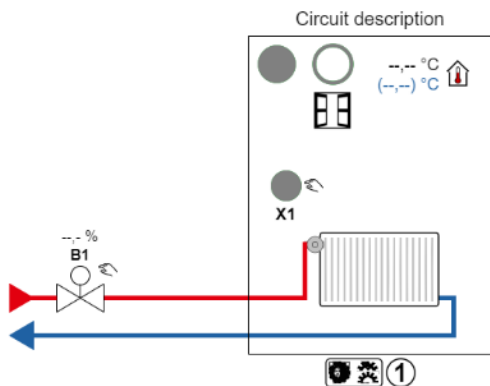 Circuit description
--,-- °C
(--,--) °C
X1
--,- %
B1
1